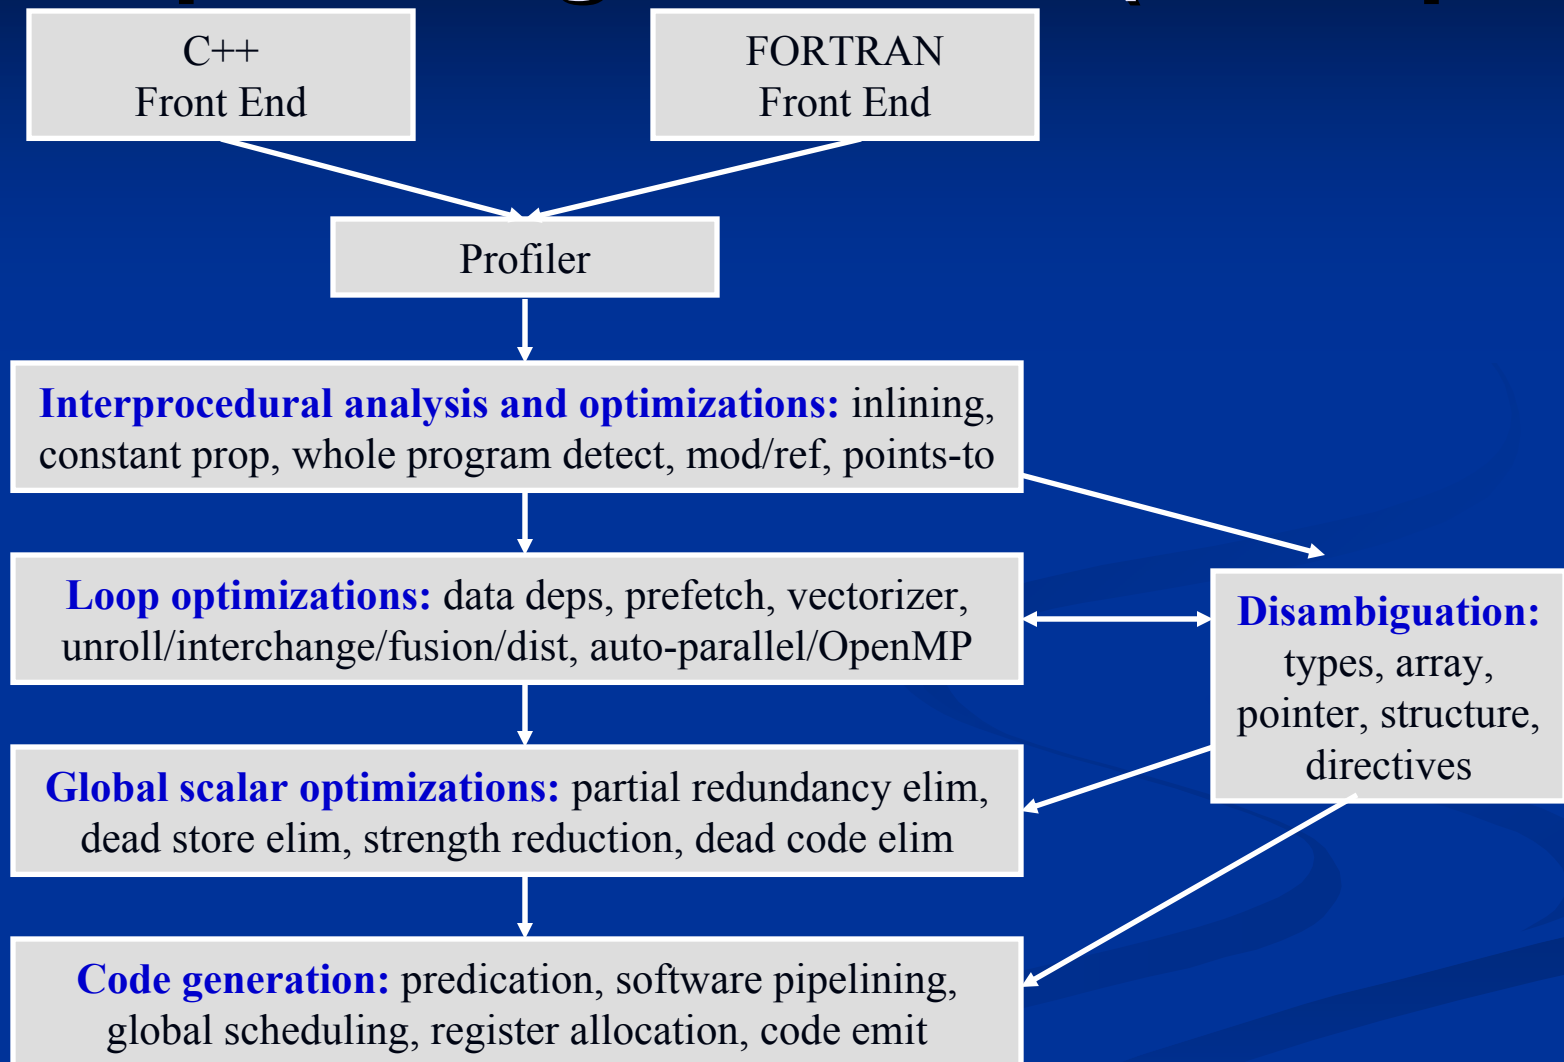 C++
Front End
FORTRAN
Front End
Profiler
Interprocedural analysis and optimizations: inlining,
constant prop, whole program detect, mod/ref, points-to
Loop optimizations: data deps, prefetch, vectorizer,
unroll/interchange/fusion/dist, auto-parallel/OpenMP
Disambiguation:
types, array,
pointer, structure,
directives
Global scalar optimizations: partial redundancy elim,
dead store elim, strength reduction, dead code elim
Code generation: predication, software pipelining,
global scheduling, register allocation, code emit